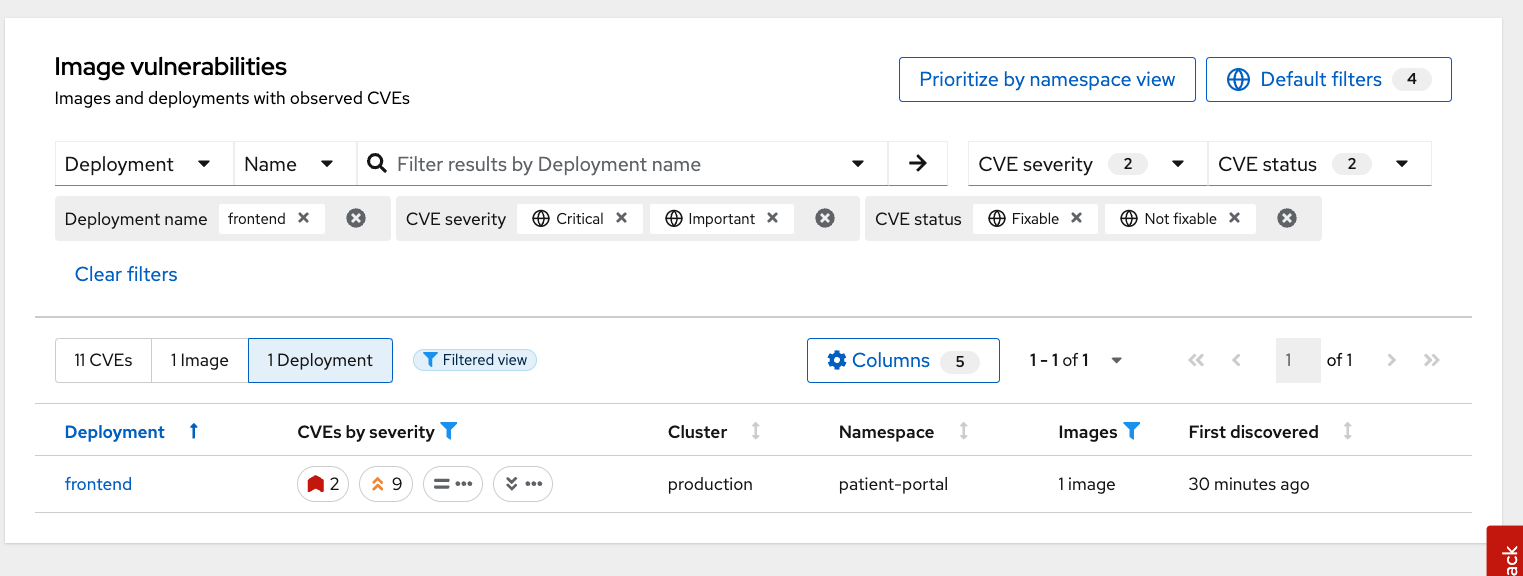 Image vulnerabilities
Images and deployments with observed CVEs
Prioritize by namespace view
Default filters 4
Deployment Name Filter results by Deployment name CVE severity 2 CVE status 2
Deployment name frontend CVE severity Critical Important CVE status Fixable Not fixable
Clear filters
11 CVEs 1 Image 1 Deployment Filtered view Columns 5 1 - 1 of 1 1 of 1
Deployment CVEs by severity Cluster Namespace Images First discovered
frontend 2 9 ••• ••• production patient-portal 1 image 30 minutes ago